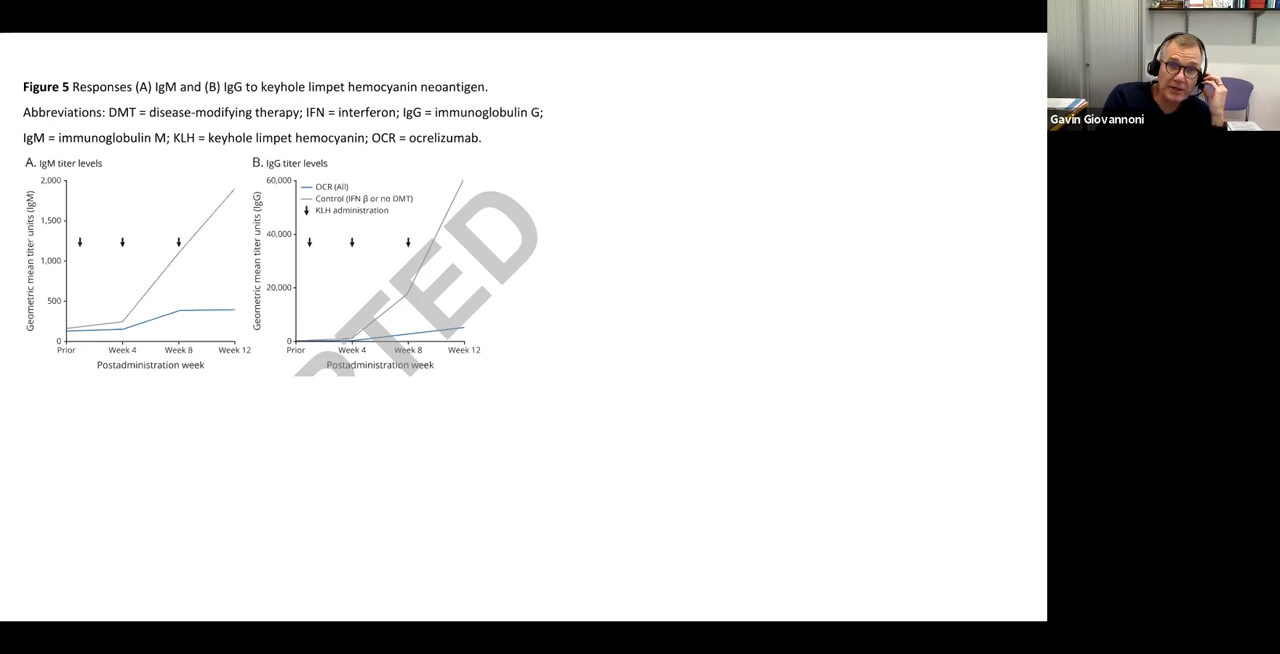 Figure 5 Responses (A) IgM and (B) IgG to keyhole limpet hemocyanin neoantigen.
Abbreviations: DMT = disease-modifying therapy; IFN = interferon; IgG = immunoglobulin G;
IgM = immunoglobulin M; KLH = keyhole limpet hemocyanin; OCR = ocrelizumab.
A. IgM titer levels
Geometric mean titer units (IgM)
2,000
1,500
1,000
500
0
Prior
Week 4
Week 8
Week 12
Postadministration week
B. IgG titer levels
Geometric mean titer units (IgG)
60,000
40,000
20,000
0
OCR (All)
Control (IFN β or no DMT)
KLH administration
Prior
Week 4
Week 8
Week 12
Postadministration week
TED
Gavin Giovannoni